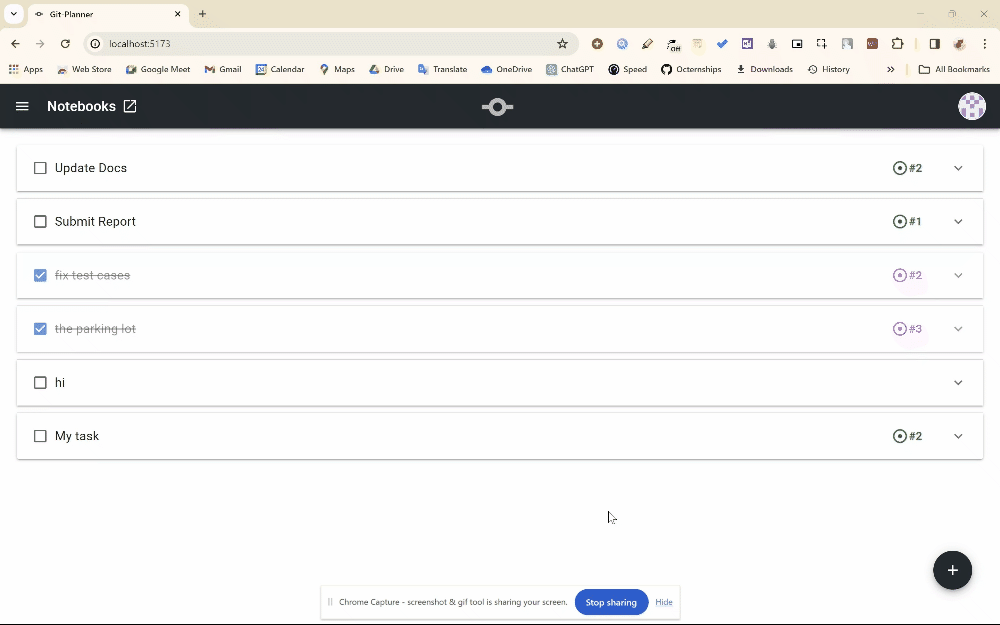 Git-Planner
localhost:5173
Off
Apps Web Store Google Meet Gmail Calendar Maps Drive Translate OneDrive ChatGPT Speed Octernships Downloads History » All Bookmarks
Notebooks
Update Docs #2
Submit Report #1
fix test cases #2
the parking lot #3
hi
My task #2
+
Chrome Capture - screenshot & gif tool is sharing your screen. Stop sharing Hide